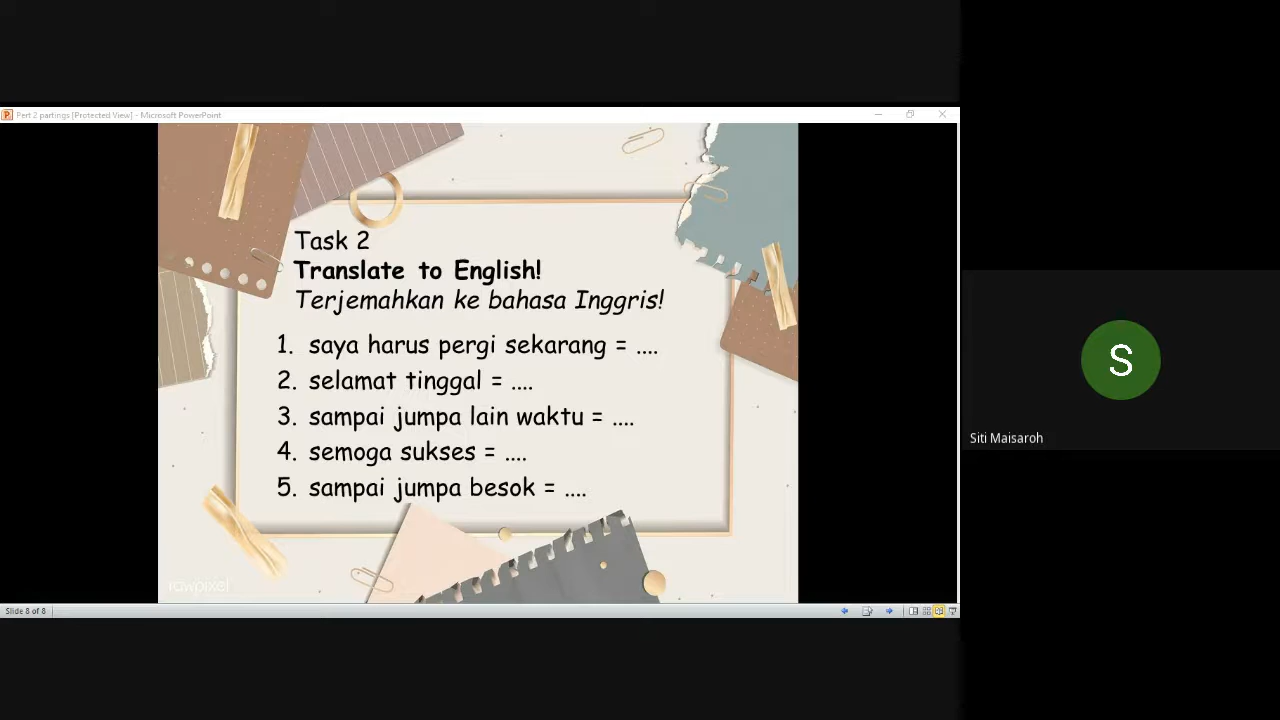 Pert 2 partings [Protected View] - Microsoft PowerPoint
Task 2
Translate to English!
Terjemahkan ke bahasa Inggris!
1. saya harus pergi sekarang = ....
2. selamat tinggal = ....
3. sampai jumpa lain waktu = ....
4. semoga sukses = ....
5. sampai jumpa besok = ....
rawpixel
Slide 8 of 8
S
Siti Maisaroh